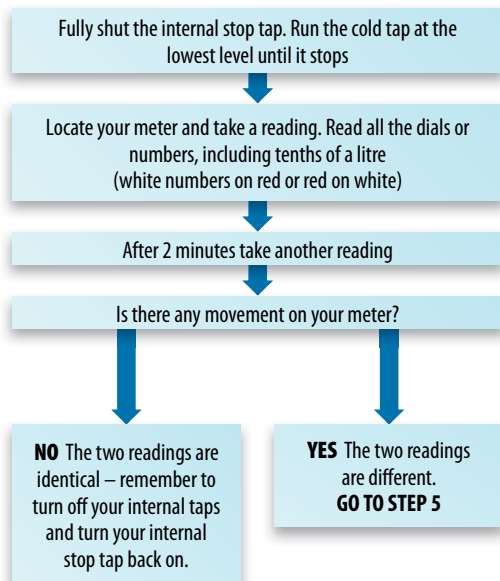 Fully shut the internal stop tap. Run the cold tap at the
lowest level until it stops
Locate your meter and take a reading. Read all the dials or
numbers, including tenths of a litre
(white numbers on red or red on white)
After 2 minutes take another reading
Is there any movement on your meter?
NO The two readings are
identical – remember to
turn off your internal taps
and turn your internal
stop tap back on.
YES The two readings
are different.
GO TO STEP 5